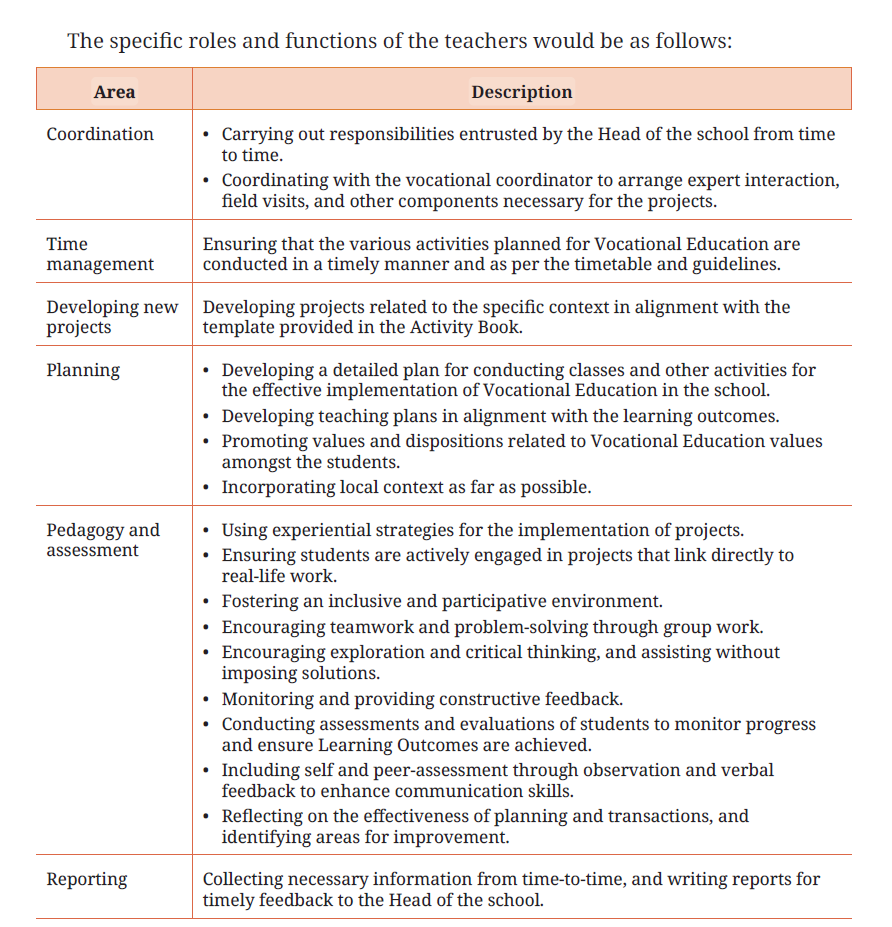 The specific roles and functions of the teachers would be as follows:
Area
Description
Coordination
• Carrying out responsibilities entrusted by the Head of the school from time
to time.
• Coordinating with the vocational coordinator to arrange expert interaction,
field visits, and other components necessary for the projects.
Time
management
Ensuring that the various activities planned for Vocational Education are
conducted in a timely manner and as per the timetable and guidelines.
Developing new
projects
Developing projects related to the specific context in alignment with the
template provided in the Activity Book.
Planning
• Developing a detailed plan for conducting classes and other activities for
the effective implementation of Vocational Education in the school.
• Developing teaching plans in alignment with the learning outcomes.
• Promoting values and dispositions related to Vocational Education values
amongst the students.
• Incorporating local context as far as possible.
Pedagogy and
assessment
• Using experiential strategies for the implementation of projects.
• Ensuring students are actively engaged in projects that link directly to
real-life work.
• Fostering an inclusive and participative environment.
• Encouraging teamwork and problem-solving through group work.
• Encouraging exploration and critical thinking, and assisting without
imposing solutions.
• Monitoring and providing constructive feedback.
• Conducting assessments and evaluations of students to monitor progress
and ensure Learning Outcomes are achieved.
• Including self and peer-assessment through observation and verbal
feedback to enhance communication skills.
• Reflecting on the effectiveness of planning and transactions, and
identifying areas for improvement.
Reporting
Collecting necessary information from time-to-time, and writing reports for
timely feedback to the Head of the school.